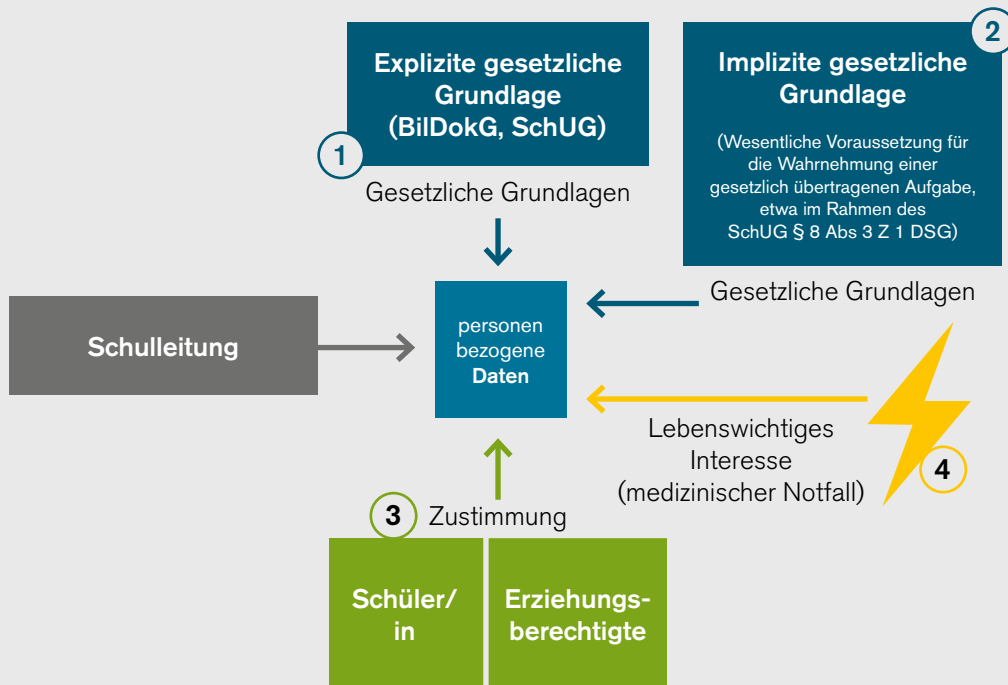 1
Explizite gesetzliche
Grundlage
(BilDokG, SchUG)
Gesetzliche Grundlagen
2
Implizite gesetzliche
Grundlage
(Wesentliche Voraussetzung für
die Wahrnehmung einer
gesetzlich übertragenen Aufgabe,
etwa im Rahmen des
SchUG § 8 Abs 3 Z 1 DSG)
Gesetzliche Grundlagen
Schulleitung
personen
bezogene
Daten
Lebenswichtiges
Interesse
(medizinischer Notfall)
4
3
Zustimmung
Schüler/
in
Erziehungs-
berechtigte